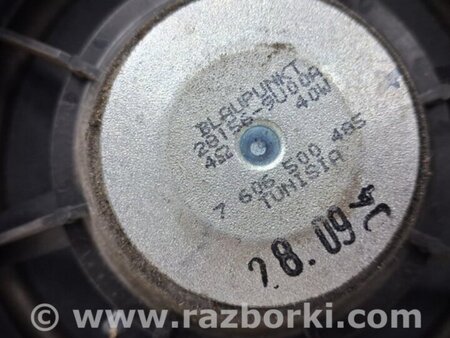 BLAUPUNKT
28156-9U00A
4Ω 40W
7 606 500 485
TUNISIA
28.09
© www.razborki.com